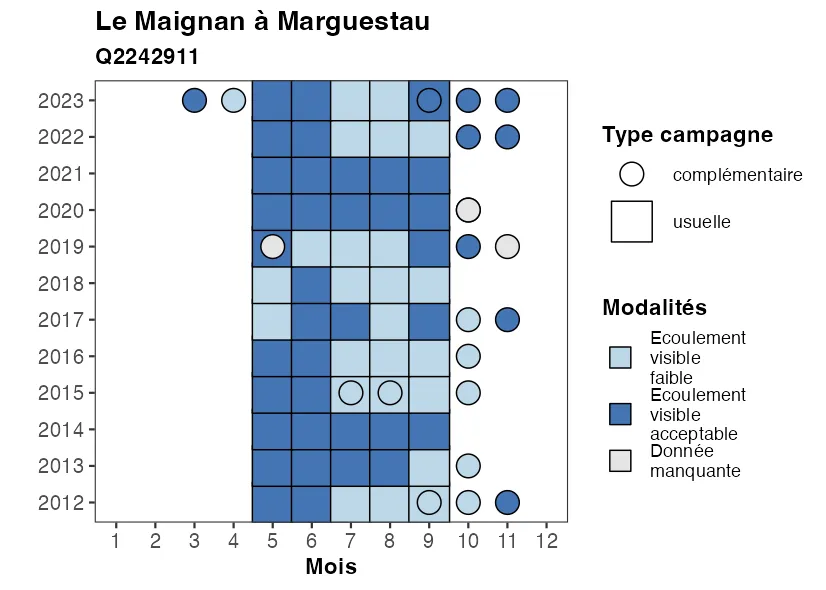 Le Maignan à Marguestau
Q2242911
2023
2022
2021
2020
2019
2018
2017
2016
2015
2014
2013
2012
1 2 3 4 5 6 7 8 9 10 11 12
Mois
Type campagne
complémentaire
usuelle
Modalités
Ecoulement
visible
faible
Ecoulement
visible
acceptable
Donnée
manquante